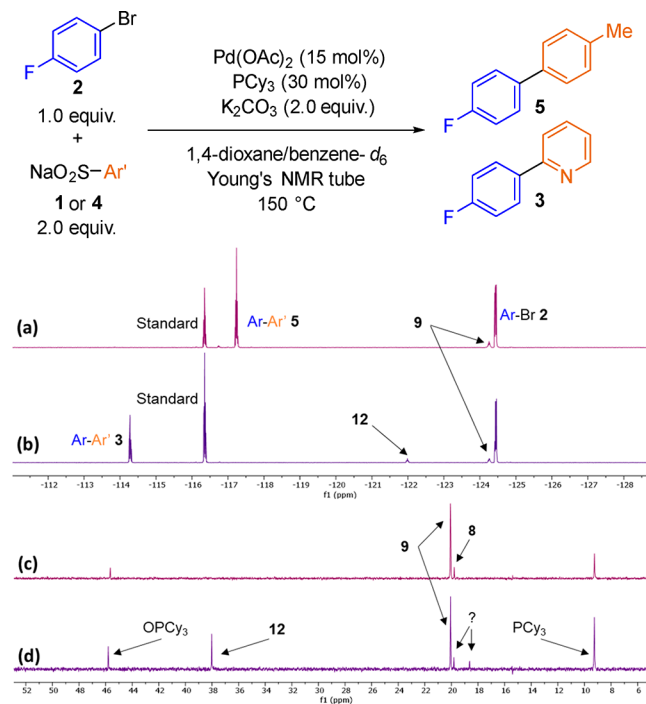 Br
F
2
1.0 equiv.
+
NaO₂S–Ar'
1 or 4
2.0 equiv.
Pd(OAc)₂ (15 mol%)
PCy₃ (30 mol%)
K₂CO₃ (2.0 equiv.)
1,4-dioxane/benzene-d₆
Young's NMR tube
150 °C
Me
5
F
N
3
F
(a)
Standard
Ar-Ar' 5
9
Ar-Br 2
(b)
Ar-Ar' 3
Standard
12
-112 -113 -114 -115 -116 -117 -118 -119 -120 -121 -122 -123 -124 -125 -126 -127 -128
f1 (ppm)
(c)
9
8
(d)
OPCy₃
12
?
PCy₃
52 50 48 46 44 42 40 38 36 34 32 30 28 26 24 22 20 18 16 14 12 10 8 6 4
f1 (ppm)